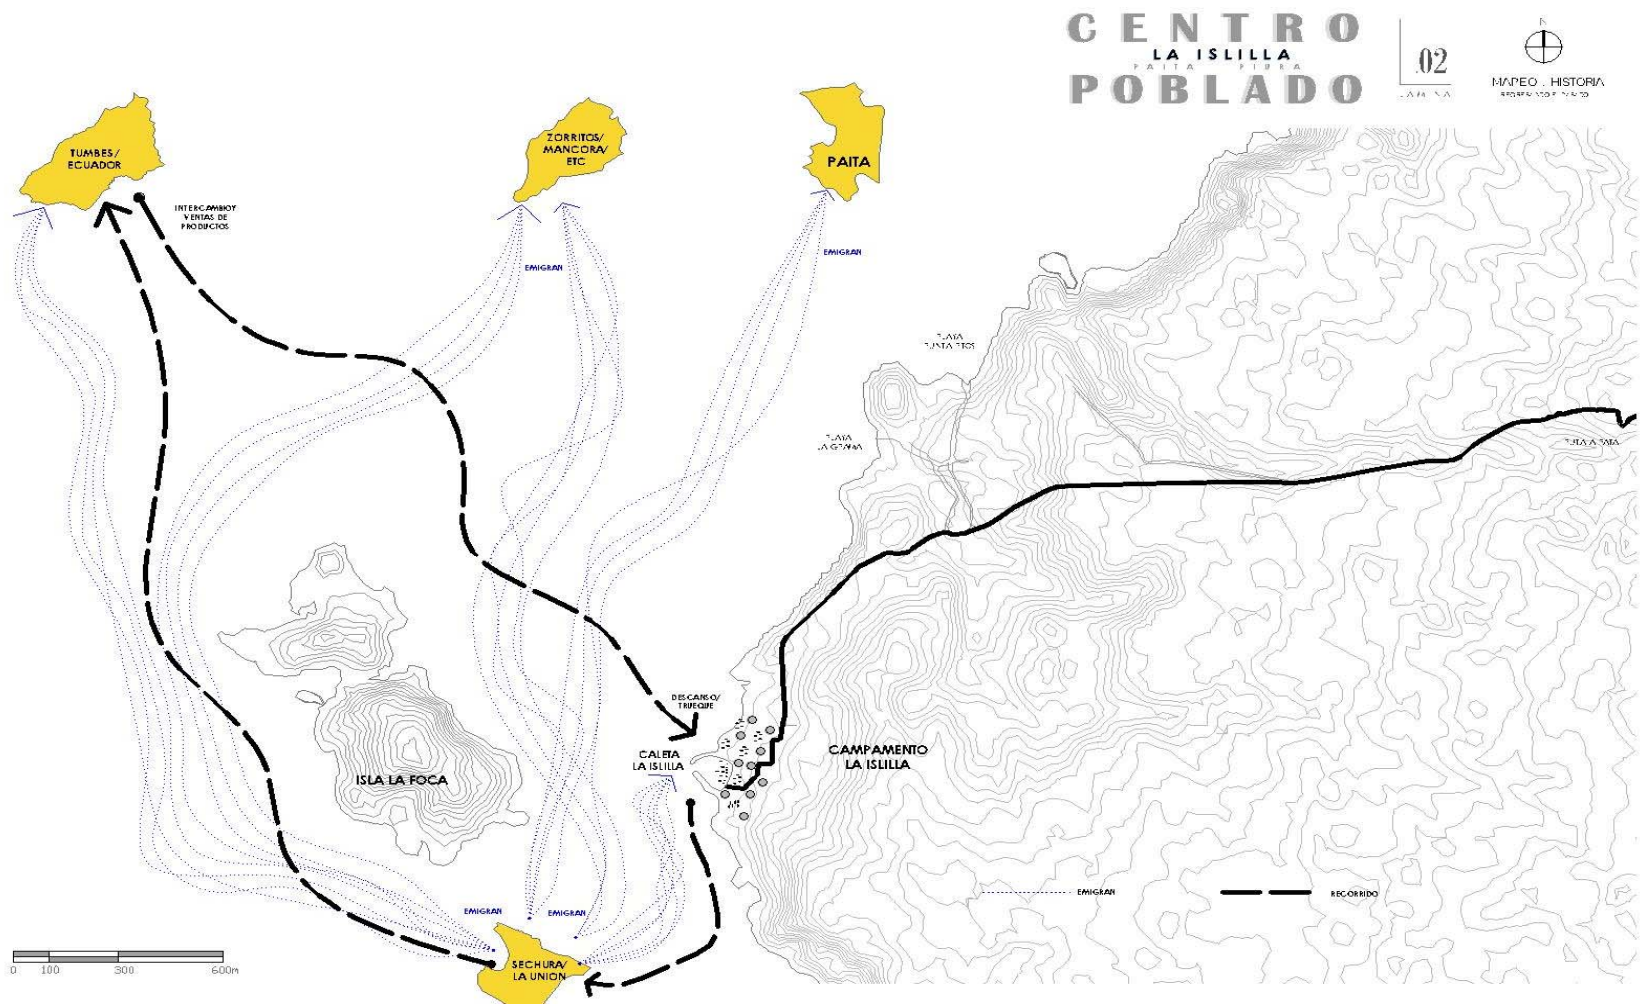 CENTRO
LA ISLILLA
PAITA PIURA
POBLADO
.02
LAMINA
N
MAPEO . HISTORIA
TUMBES/
ECUADOR
ZORRITOS/
MANCORA/
ETC
PAITA
INTERCAMBIO Y
VENTAS DE
PRODUCTOS
EMIGRAN
EMIGRAN
PLAYA
PLAYA
DESCANSO/
TRUEQUE
CALETA
LA ISLILLA
CAMPAMENTO
LA ISLILLA
ISLA LA FOCA
EMIGRAN
RECORRIDO
EMIGRAN
EMIGRAN
SECHURA/
LA UNION
0 100 300 600m